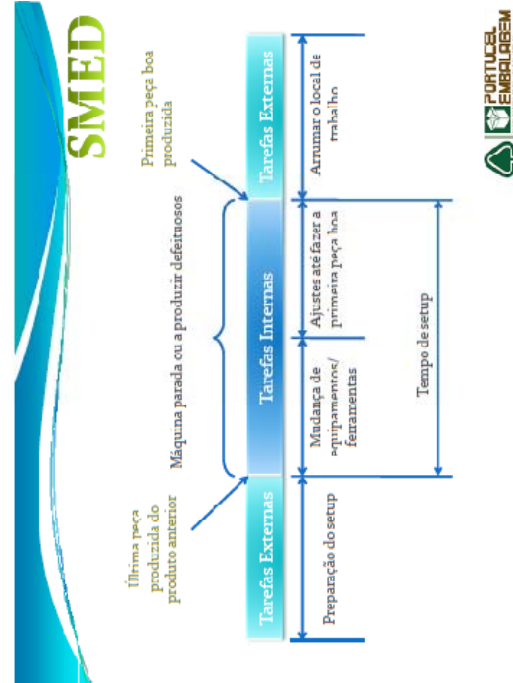 SMED
Última peça
produzida do
produto anterior
Máquina parada ou a produzir defeituosos
Primeira peça boa
produzida
Tarefas Externas
Tarefas Internas
Tarefas Externas
Preparação do setup
Mudança de
equipamentos/
ferramentas
Ajustes até fazer a
primeira peça boa
Arrumar o local de
trabalho
Tempo de setup
PORTUCEL
EMBALAGEM